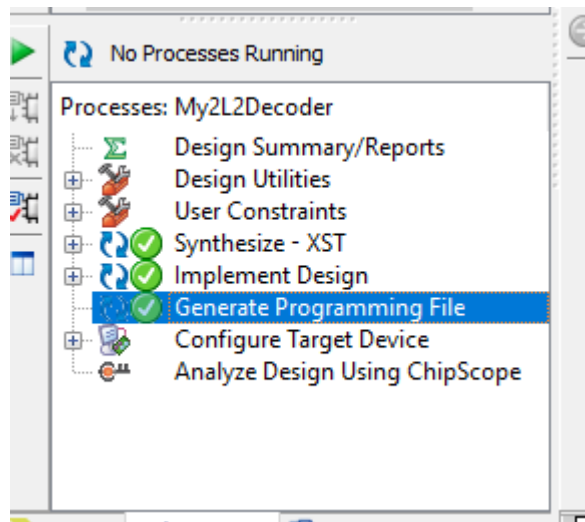 No Processes Running
Processes: My2L2Decoder
Design Summary/Reports
Design Utilities
User Constraints
Synthesize - XST
Implement Design
Generate Programming File
Configure Target Device
Analyze Design Using ChipScope